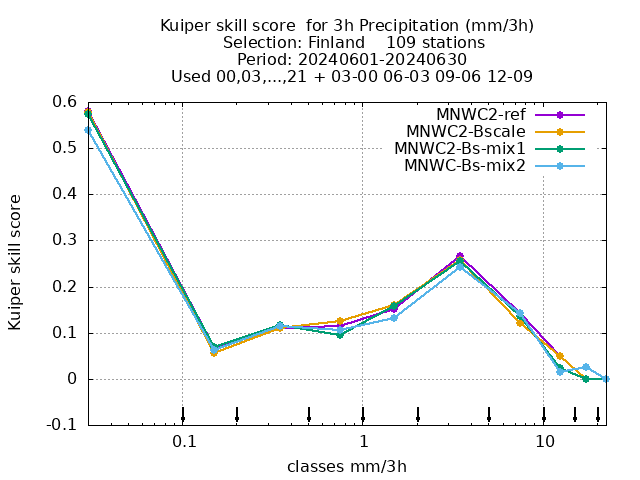 Kuiper skill score  for 3h Precipitation (mm/3h)
Selection: Finland    109 stations
Period: 20240601-20240630
Used 00,03,...,21 + 03-00 06-03 09-06 12-09
MNWC2-ref
MNWC2-Bscale
MNWC2-Bs-mix1
MNWC-Bs-mix2
Kuiper skill score
0.6
0.5
0.4
0.3
0.2
0.1
0
-0.1
0.1 1 10
classes mm/3h